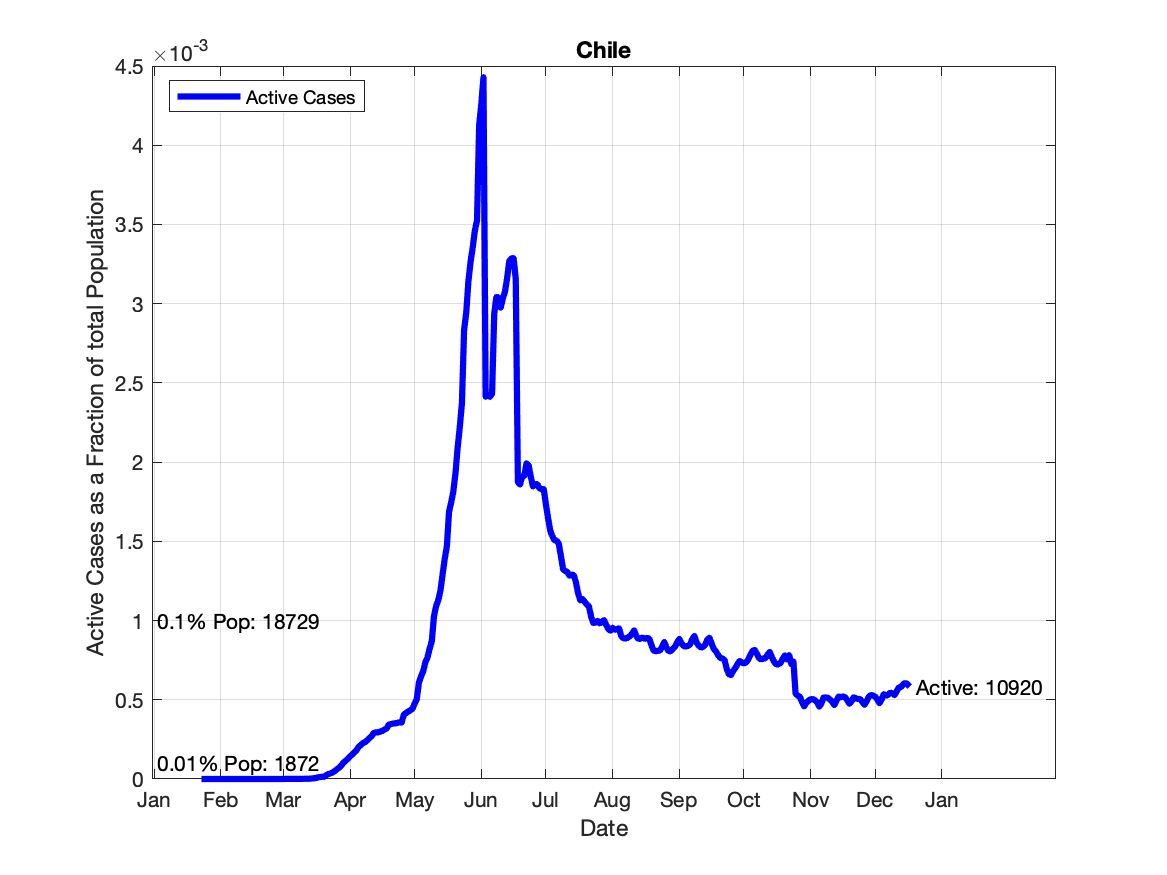 Chile
×10-3
Active Cases
4.5
4
3.5
3
2.5
2
1.5
1
0.5
0
Active Cases as a Fraction of total Population
0.1% Pop: 18729
Active: 10920
0.01% Pop: 1872
Jan Feb Mar Apr May Jun Jul Aug Sep Oct Nov Dec Jan
Date